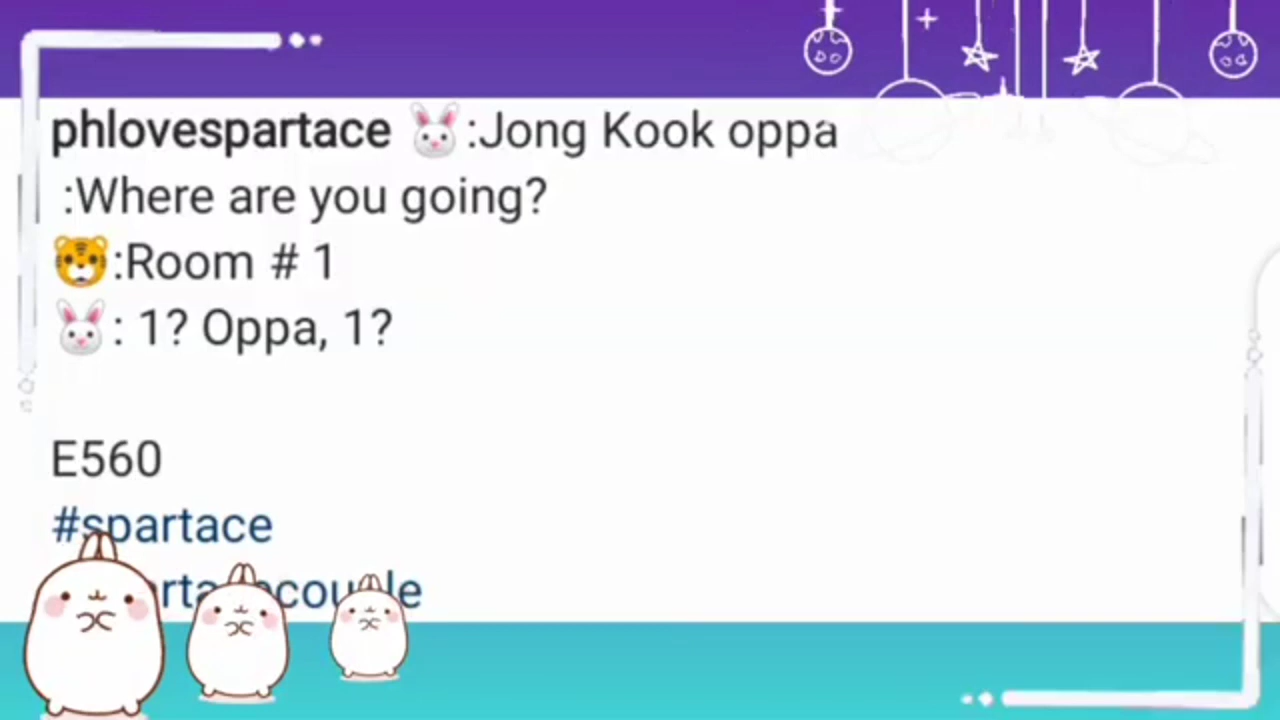 phlovespartace 🐰:Jong Kook oppa
:Where are you going?
🐯:Room # 1
🐰: 1? Oppa, 1?
E560
#spartace